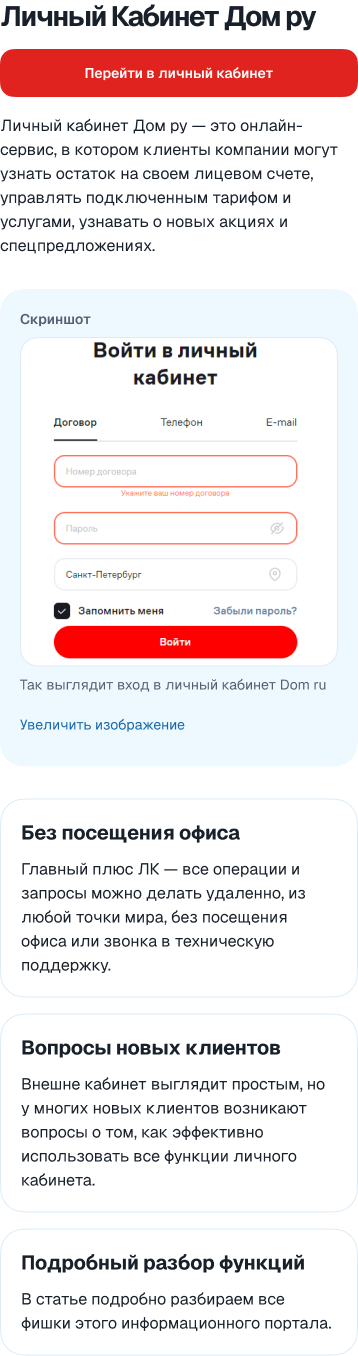 Личный Кабинет Дом ру
Перейти в личный кабинет
Личный кабинет Дом ру — это онлайн-
сервис, в котором клиенты компании могут
узнать остаток на своем лицевом счете,
управлять подключенным тарифом и
услугами, узнавать о новых акциях и
спецпредложениях.
Скриншот
Войти в личный
кабинет
Договор Телефон E-mail
Номер договора
Укажите ваш номер договора
Пароль
Санкт-Петербург
Запомнить меня Забыли пароль?
Войти
Так выглядит вход в личный кабинет Dom ru
Увеличить изображение
Без посещения офиса
Главный плюс ЛК — все операции и
запросы можно делать удаленно, из
любой точки мира, без посещения
офиса или звонка в техническую
поддержку.
Вопросы новых клиентов
Внешне кабинет выглядит простым, но
у многих новых клиентов возникают
вопросы о том, как эффективно
использовать все функции личного
кабинета.
Подробный разбор функций
В статье подробно разбираем все
фишки этого информационного портала.